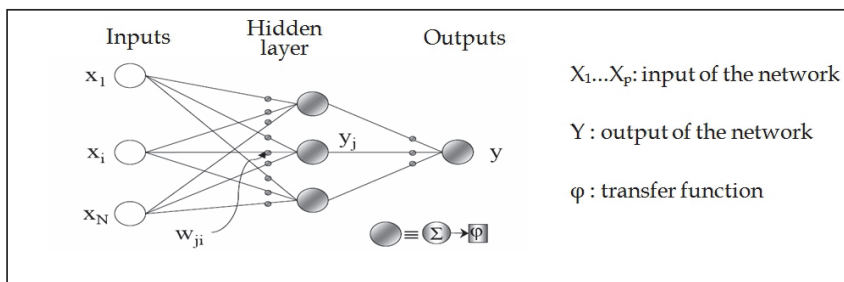 Inputs
Hidden
layer
Outputs
x1
xi
xN
yj
y
wji
≡ Σ → φ
X1...Xp: input of the network
Y : output of the network
φ : transfer function